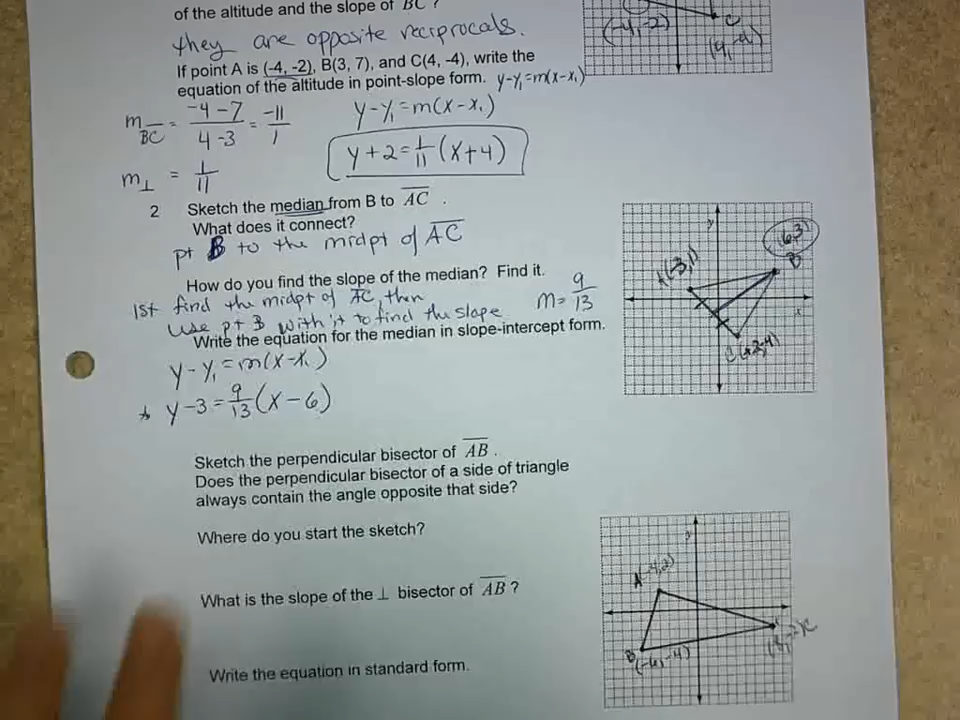 of the altitude and the slope of BC ?
they are opposite reciprocals.
If point A is (-4, -2), B(3, 7), and C(4, -4), write the
equation of the altitude in point-slope form. y-y₁=m(x-x₁)
m BC = -4-7 / 4-3 = -11/1
y-y₁=m(x-x₁)
y+2=1/11(x+4)
m⊥ = 1/11
(-4,-2)
C
(4,-4)
2 Sketch the median from B to AC .
What does it connect?
pt B to the midpt of AC
How do you find the slope of the median? Find it.
1st find the midpt of AC, then
use pt B with it to find the slope
m= 9/13
Write the equation for the median in slope-intercept form.
y-y₁=m(x-x₁)
y-3=9/13(x-6)
y
(6,3)
B
A(-3,1)
x
Sketch the perpendicular bisector of AB .
Does the perpendicular bisector of a side of triangle
always contain the angle opposite that side?
Where do you start the sketch?
What is the slope of the ⊥ bisector of AB ?
Write the equation in standard form.
y
B(-6,-4)